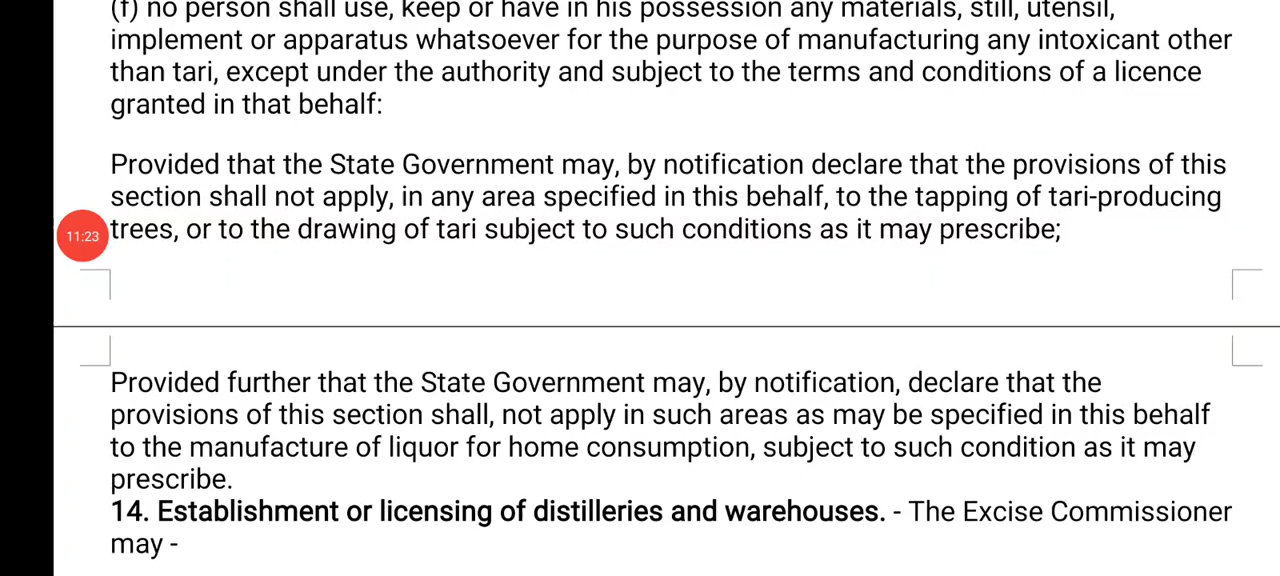 (f) no person shall use, keep or have in his possession any materials, still, utensil,
implement or apparatus whatsoever for the purpose of manufacturing any intoxicant other
than tari, except under the authority and subject to the terms and conditions of a licence
granted in that behalf:
Provided that the State Government may, by notification declare that the provisions of this
section shall not apply, in any area specified in this behalf, to the tapping of tari-producing
11:23
trees, or to the drawing of tari subject to such conditions as it may prescribe;
Provided further that the State Government may, by notification, declare that the
provisions of this section shall, not apply in such areas as may be specified in this behalf
to the manufacture of liquor for home consumption, subject to such condition as it may
prescribe.
14. Establishment or licensing of distilleries and warehouses. - The Excise Commissioner
may -